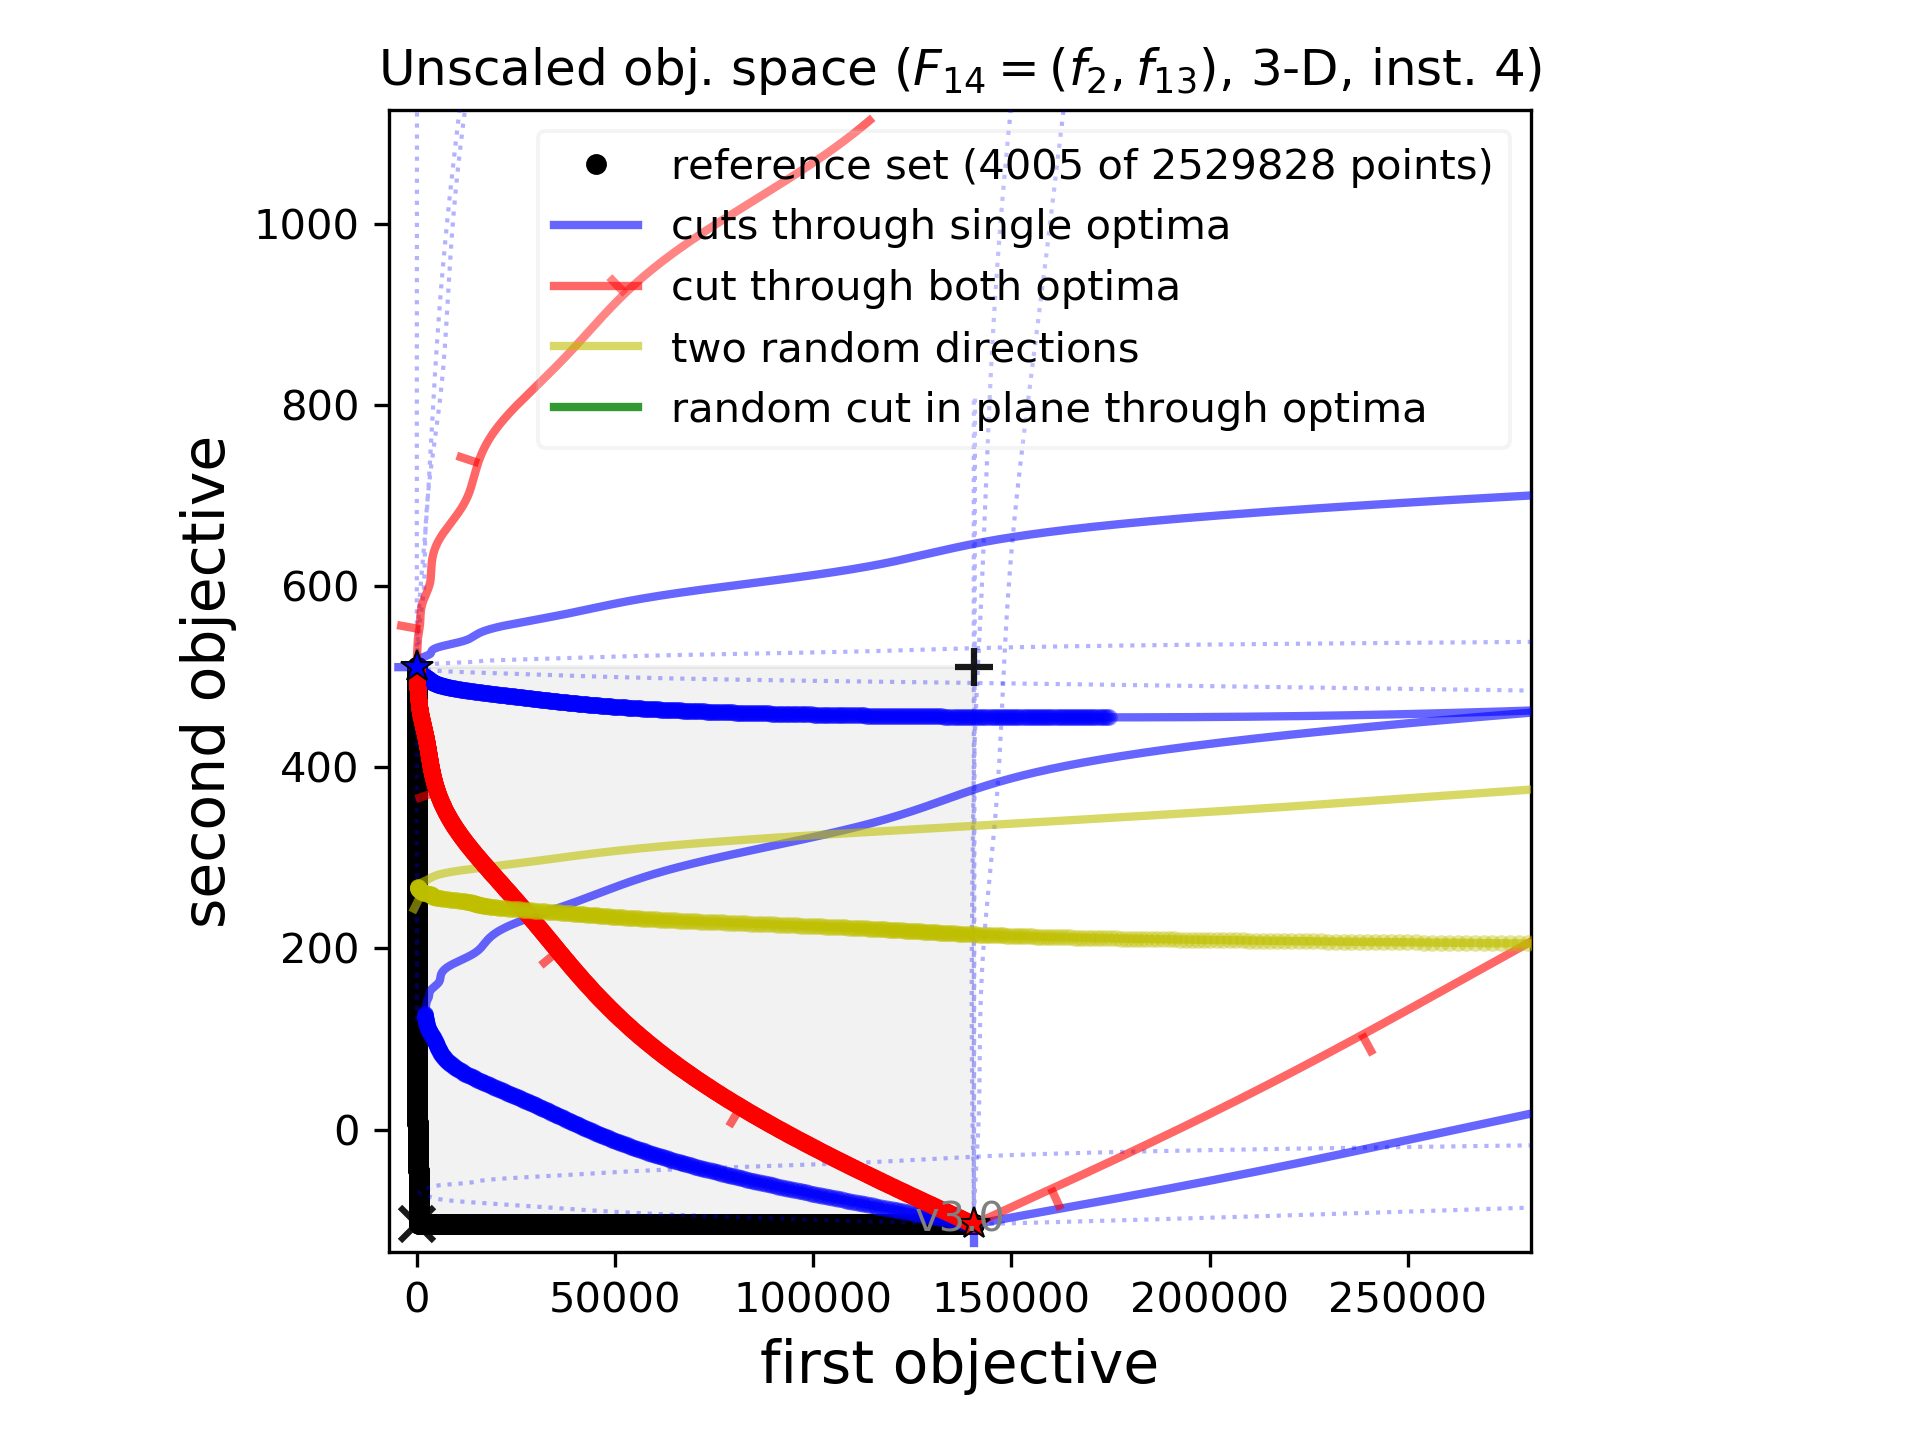 Unscaled obj. space (F14 = (f2, f13), 3-D, inst. 4)
reference set (4005 of 2529828 points)
cuts through single optima
cut through both optima
two random directions
random cut in plane through optima
1000
800
600
400
200
0
second objective
v3.0
0 50000 100000 150000 200000 250000
first objective